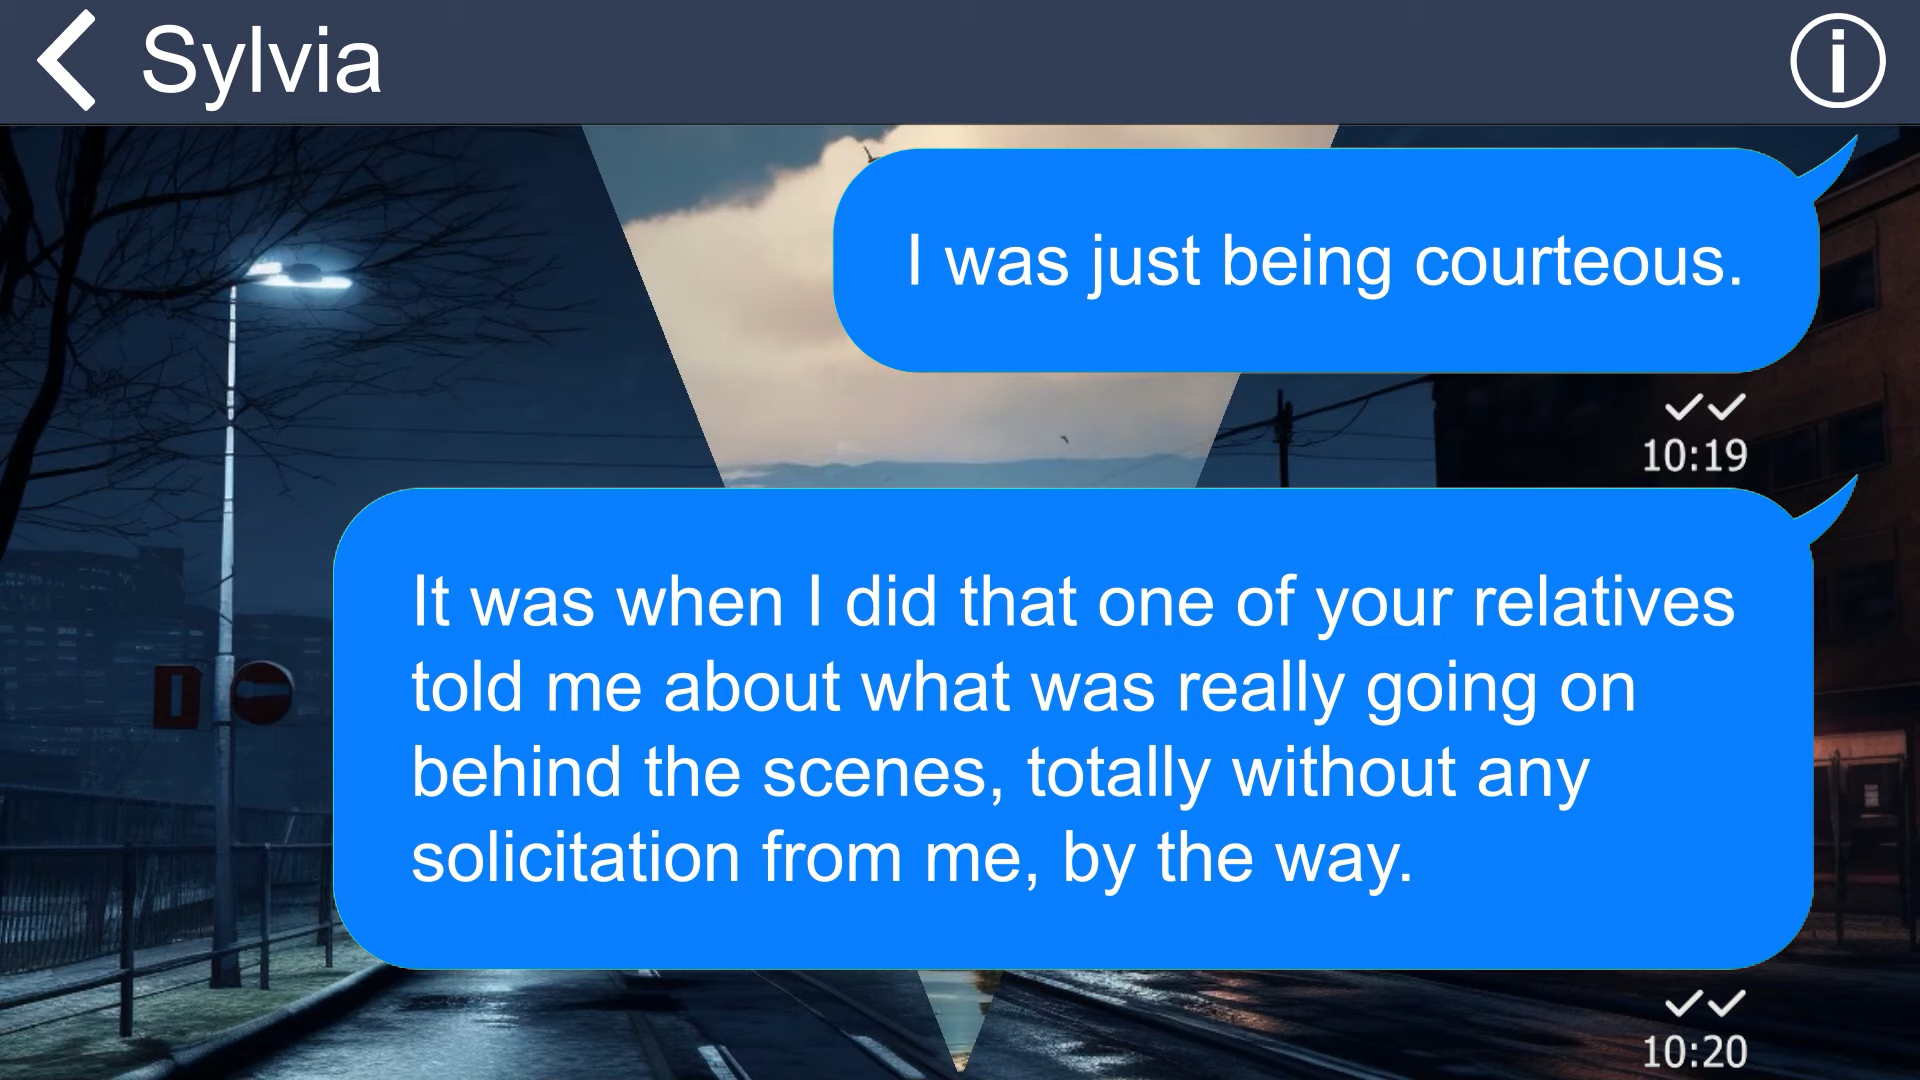 Sylvia
I was just being courteous.
10:19
It was when I did that one of your relatives
told me about what was really going on
behind the scenes, totally without any
solicitation from me, by the way.
10:20